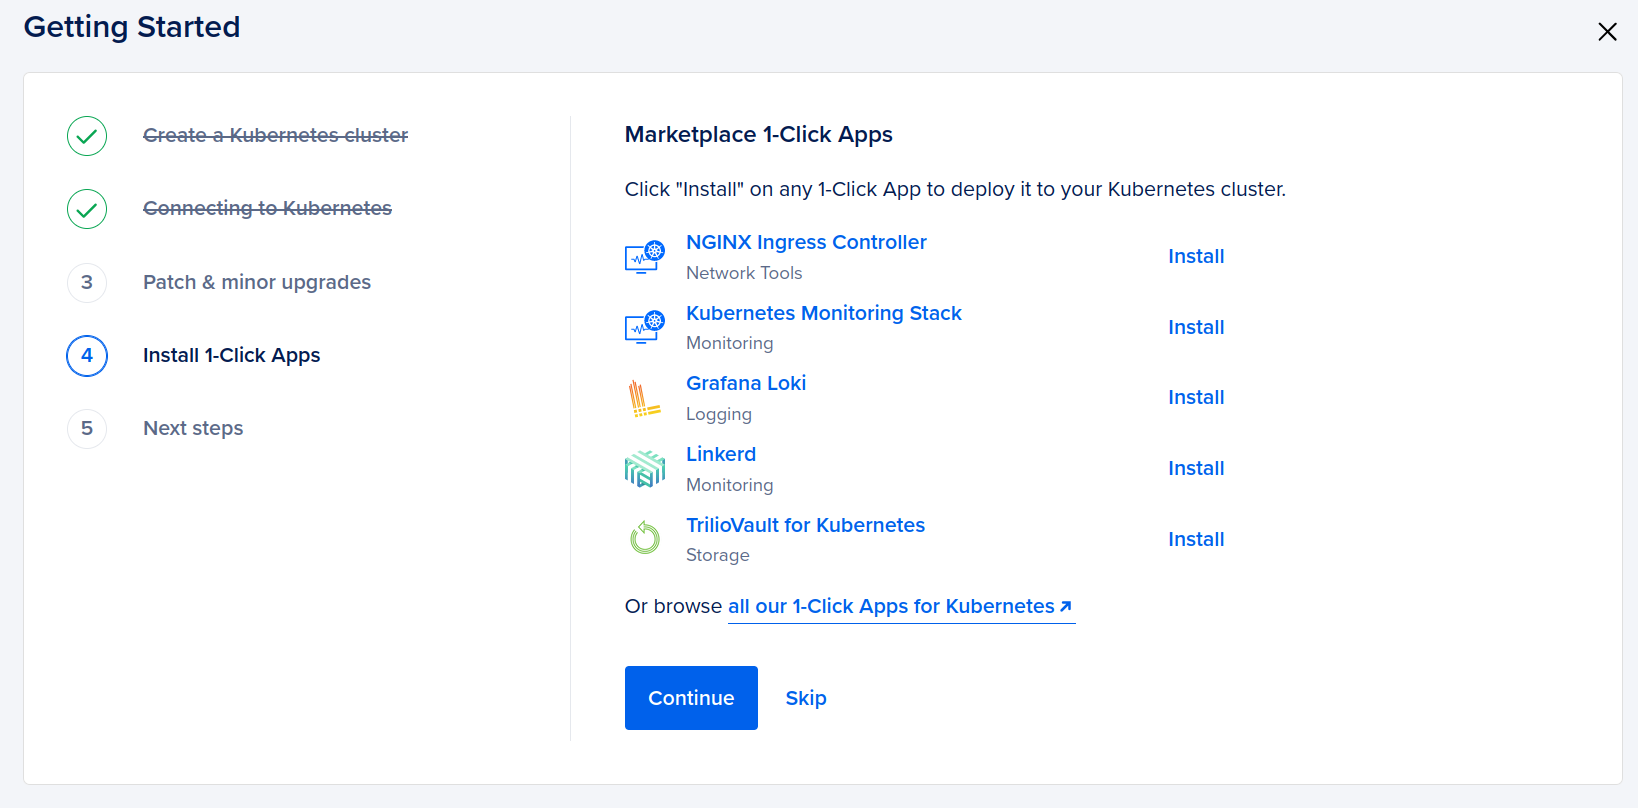 Getting Started
Create a Kubernetes cluster
Connecting to Kubernetes
3
Patch & minor upgrades
4
Install 1-Click Apps
5
Next steps
Marketplace 1-Click Apps
Click "Install" on any 1-Click App to deploy it to your Kubernetes cluster.
NGINX Ingress Controller
Network Tools
Install
Kubernetes Monitoring Stack
Monitoring
Install
Grafana Loki
Logging
Install
Linkerd
Monitoring
Install
TrilioVault for Kubernetes
Storage
Install
Or browse all our 1-Click Apps for Kubernetes
Continue
Skip